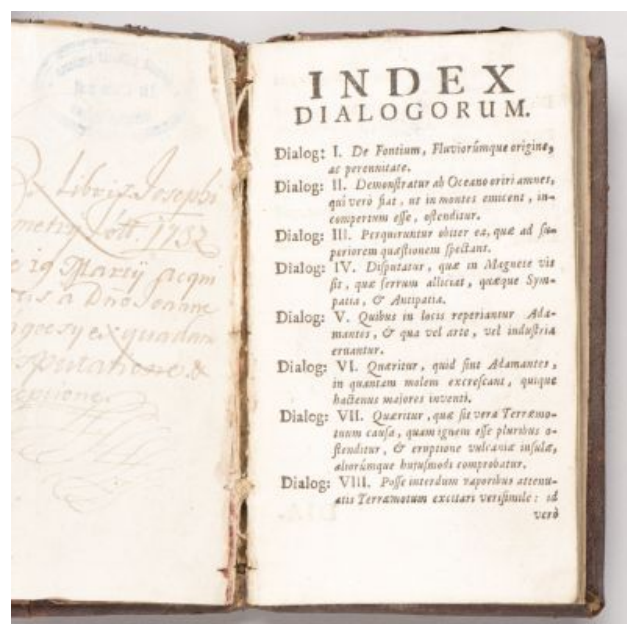 Libris Josephi
1732
19 Martij acqui
a Dno Joanne
INDEX
DIALOGORUM.
Dialog: I. De Fontium, Fluviorúmque origine,
ac perennitate.
Dialog: II. Demonstratur ab Oceano oriri amnes,
qui verò fiat, ut in montes emicent, in-
compertum esse, ostenditur.
Dialog: III. Perquiruntur obiter ea, quæ ad su-
periorem quæstionem spectant.
Dialog: IV. Disputatur, quæ in Magnete vis
sit, quæ ferrum alliciat, quæque Sym-
patia, & Antipatia.
Dialog: V. Quibus in locis reperiantur Ada-
mantes, & qua vel arte, vel industria
eruantur.
Dialog: VI. Quæritur, quid sint Adamantes,
in quantam molem excrescant, quique
hactenus majores inventi.
Dialog: VII. Quæritur, quæ sit vera Terræmo-
tuum causa, quam ignem esse pluribus o-
stenditur, & eruptione vulcaniæ insulæ,
aliorúmque hujusmodi comprobatur.
Dialog: VIII. Posse interdum vaporibus attenu-
atis Terræmotum excitari verisimile: id
verò